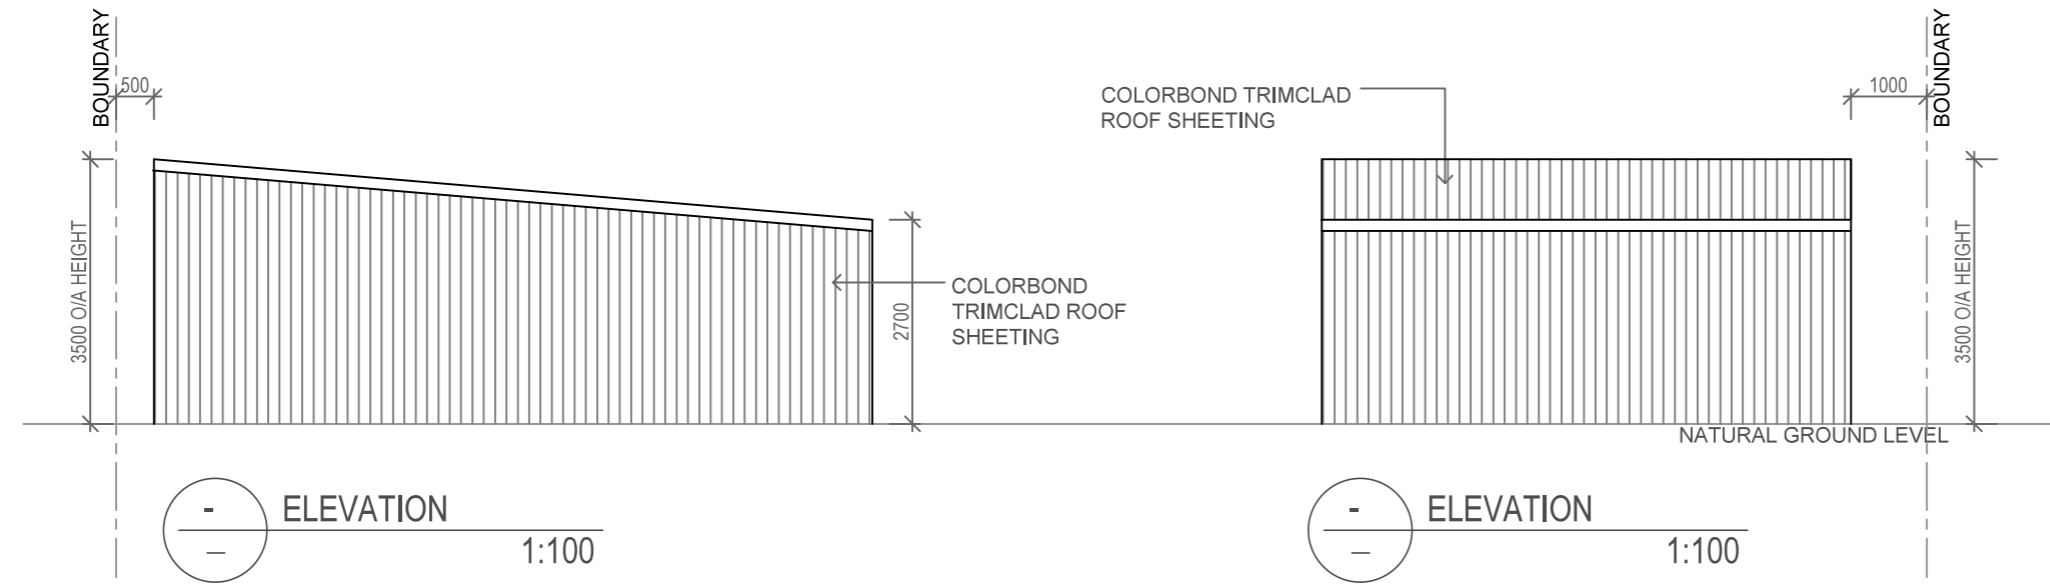 BOUNDARY
500
3500 O/A HEIGHT
COLORBOND
TRIMCLAD ROOF
SHEETING
2700
-
ELEVATION
–
1:100
COLORBOND TRIMCLAD
ROOF SHEETING
1000
BOUNDARY
3500 O/A HEIGHT
NATURAL GROUND LEVEL
-
ELEVATION
–
1:100